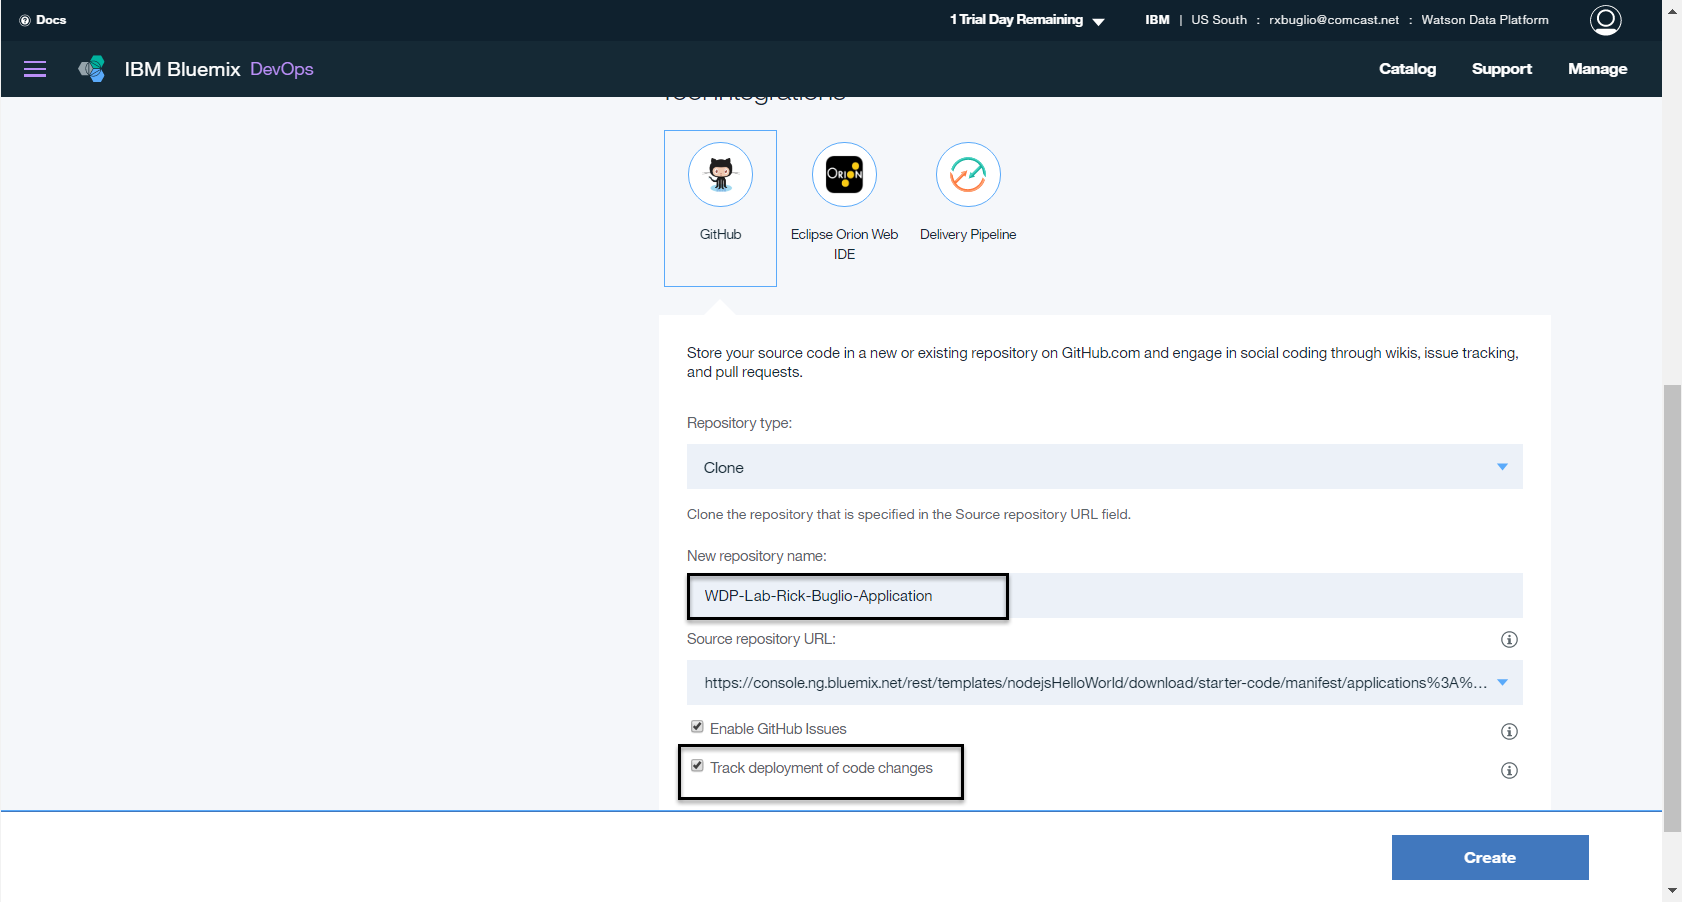 Docs
1 Trial Day Remaining
IBM | US South : rxbuglio@comcast.net : Watson Data Platform
IBM Bluemix DevOps
Catalog Support Manage
Tool Integrations
ORION
GitHub
Eclipse Orion Web
IDE
Delivery Pipeline
Store your source code in a new or existing repository on GitHub.com and engage in social coding through wikis, issue tracking,
and pull requests.
Repository type:
Clone
Clone the repository that is specified in the Source repository URL field.
New repository name:
WDP-Lab-Rick-Buglio-Application
Source repository URL:
https://console.ng.bluemix.net/rest/templates/nodejsHelloWorld/download/starter-code/manifest/applications%3A%...
Enable GitHub Issues
Track deployment of code changes
Create